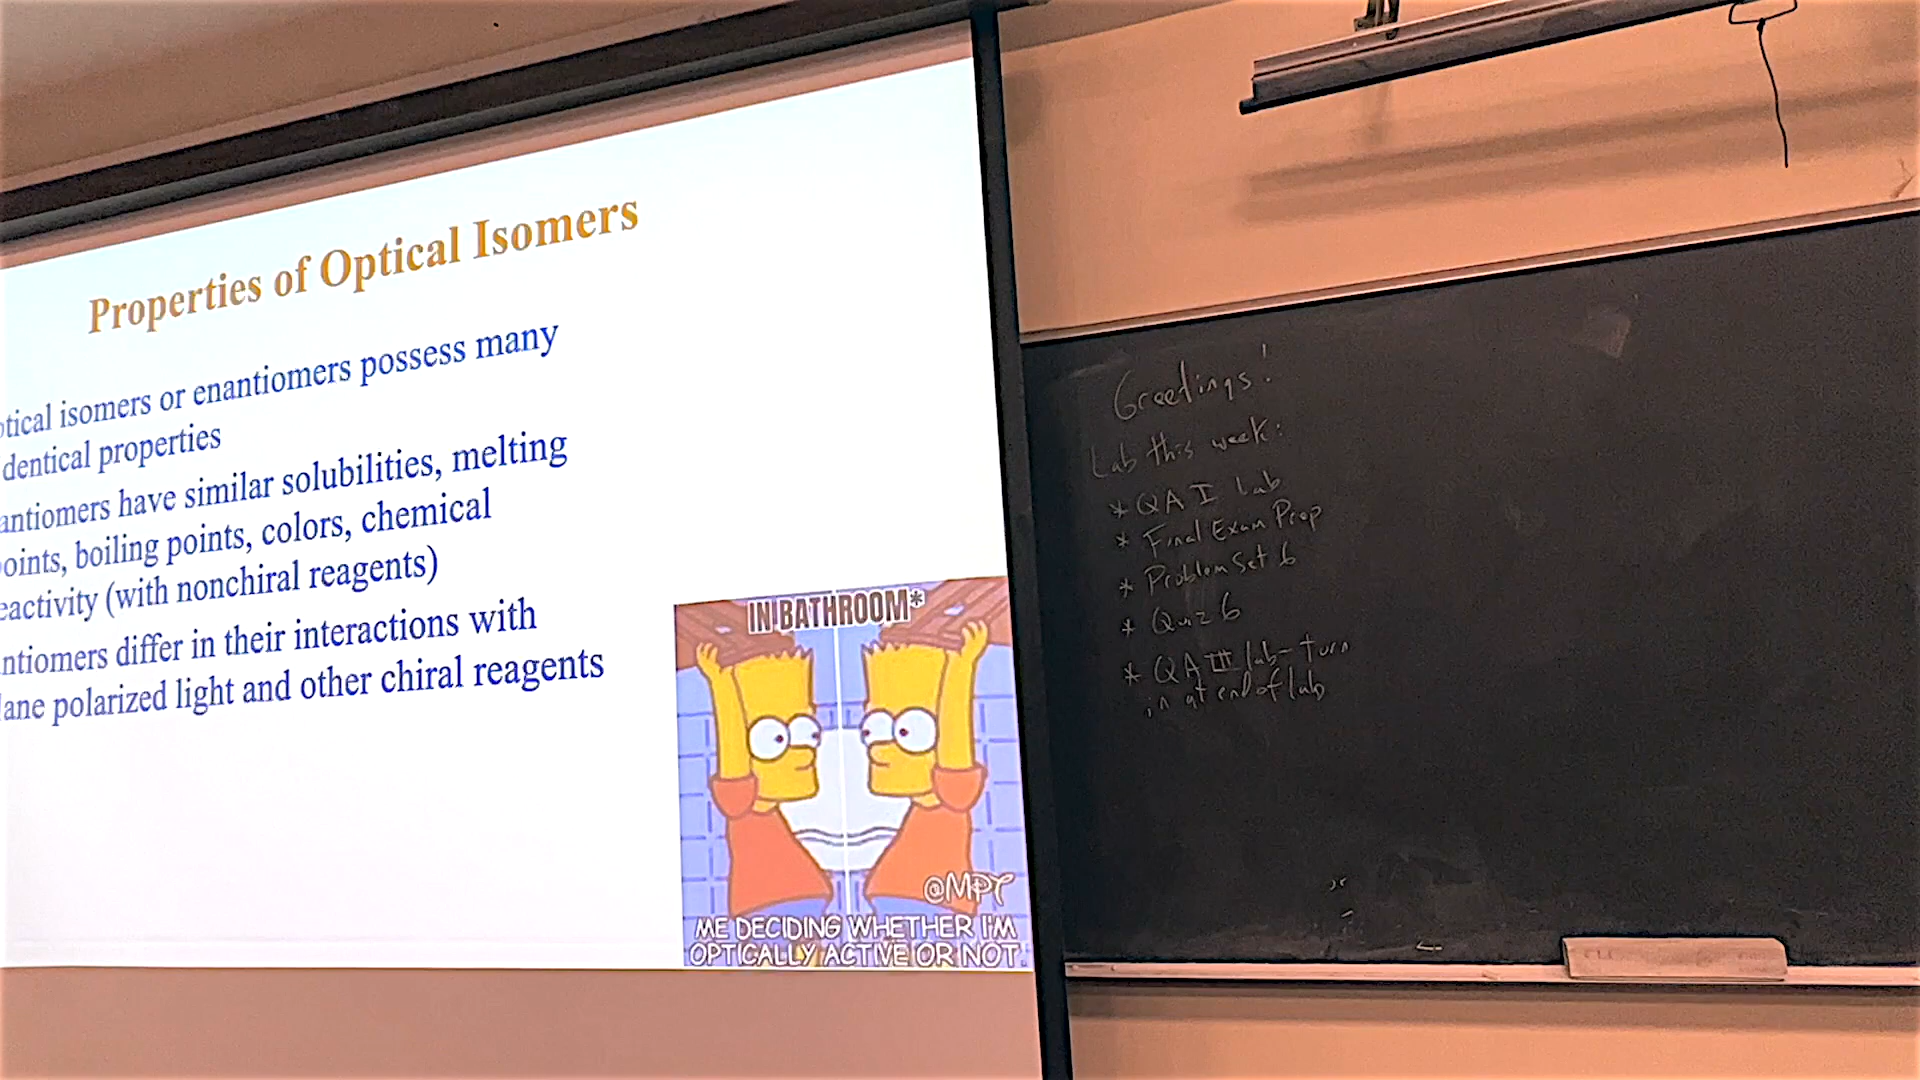 Properties of Optical Isomers
tical isomers or enantiomers possess many
dentical properties
antiomers have similar solubilities, melting
oints, boiling points, colors, chemical
eactivity (with nonchiral reagents)
ntiomers differ in their interactions with
lane polarized light and other chiral reagents
IN BATHROOM*
@MPT
ME DECIDING WHETHER I'M
OPTICALLY ACTIVE OR NOT.
Greetings!
Lab this week:
* QA I lab
* Final Exam Prep
* Problem Set 6
* Quiz 6
* QA III lab - turn
in at end of lab